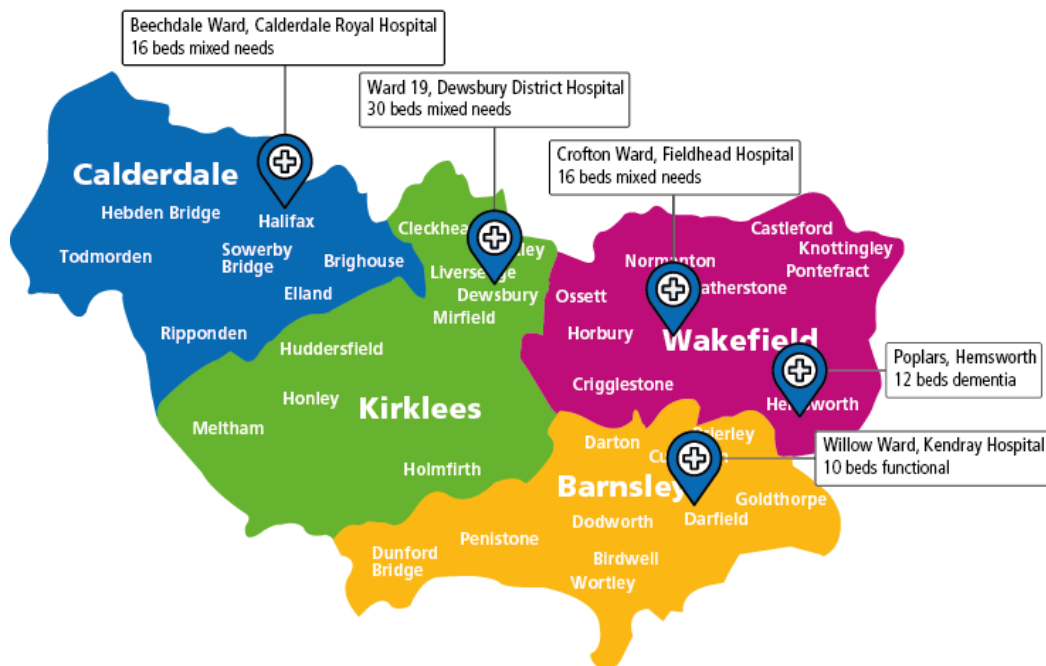 Beechdale Ward, Calderdale Royal Hospital
16 beds mixed needs
Ward 19, Dewsbury District Hospital
30 beds mixed needs
Crofton Ward, Fieldhead Hospital
16 beds mixed needs
Calderdale
Hebden Bridge
Halifax
Todmorden
Sowerby
Bridge
Brighouse
Elland
Ripponden
Liversedge
Dewsbury
Mirfield
Huddersfield
Honley
Kirklees
Meltham
Holmfirth
Castleford
Knottingley
Normanton
Pontefract
Ossett
Horbury
Wakefield
Crigglestone
Hemsworth
Poplars, Hemsworth
12 beds dementia
Willow Ward, Kendray Hospital
10 beds functional
Darton
Barnsley
Goldthorpe
Dodworth
Darfield
Penistone
Dunford
Bridge
Birdwell
Wortley